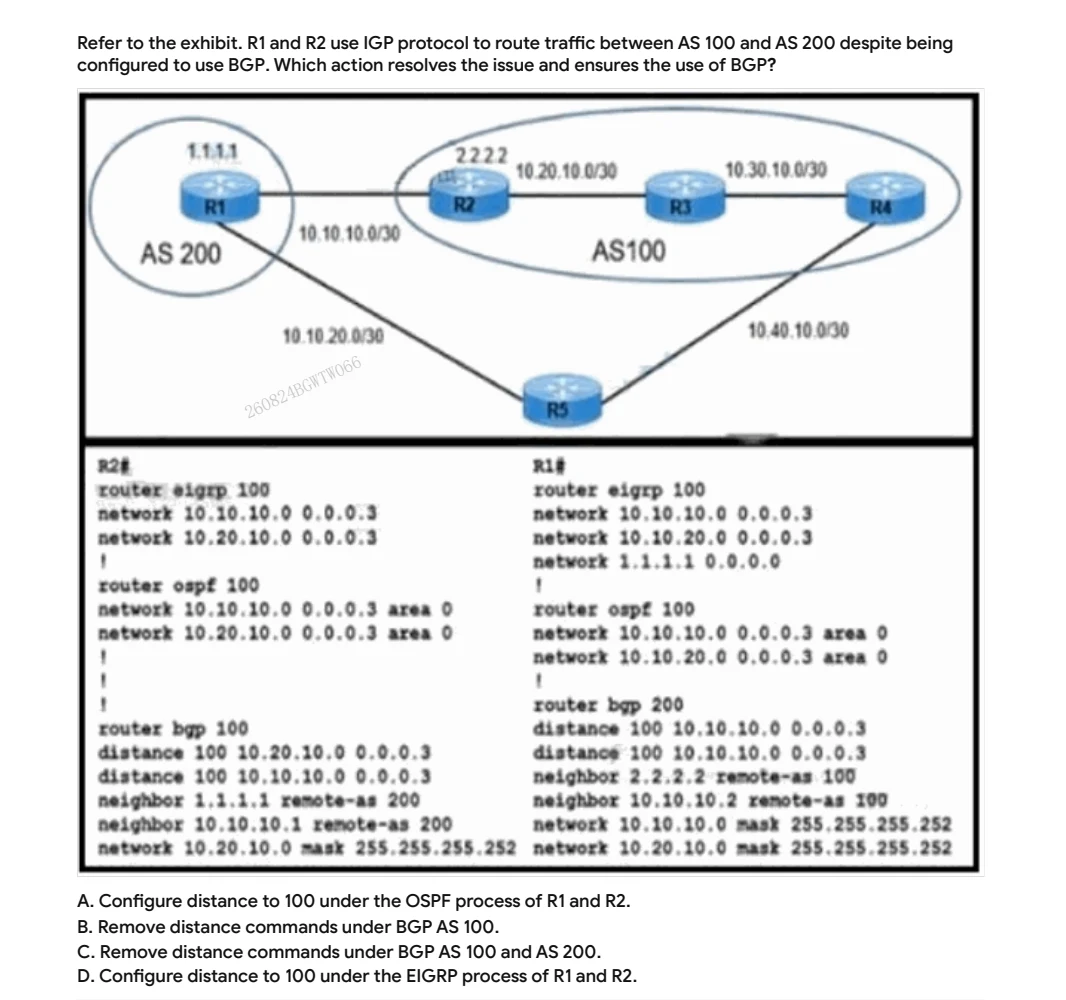 Refer to the exhibit. R1 and R2 use IGP protocol to route traffic between AS 100 and AS 200 despite being
configured to use BGP. Which action resolves the issue and ensures the use of BGP?
1.1.1.1
2.2.2.2
10.20.10.0/30
10.30.10.0/30
R1
R2
R3
R4
10.10.10.0/30
AS 200
AS100
10.10.20.0/30
10.40.10.0/30
260824BGWTW066
R5
R2#
router eigrp 100
network 10.10.10.0 0.0.0.3
network 10.20.10.0 0.0.0.3
!
router ospf 100
network 10.10.10.0 0.0.0.3 area 0
network 10.20.10.0 0.0.0.3 area 0
!
!
!
router bgp 100
distance 100 10.20.10.0 0.0.0.3
distance 100 10.10.10.0 0.0.0.3
neighbor 1.1.1.1 remote-as 200
neighbor 10.10.10.1 remote-as 200
network 10.20.10.0 mask 255.255.255.252
R1#
router eigrp 100
network 10.10.10.0 0.0.0.3
network 10.10.20.0 0.0.0.3
network 1.1.1.1 0.0.0.0
!
router ospf 100
network 10.10.10.0 0.0.0.3 area 0
network 10.10.20.0 0.0.0.3 area 0
!
router bgp 200
distance 100 10.10.10.0 0.0.0.3
distance 100 10.10.10.0 0.0.0.3
neighbor 2.2.2.2 remote-as 100
neighbor 10.10.10.2 remote-as 100
network 10.10.10.0 mask 255.255.255.252
network 10.20.10.0 mask 255.255.255.252
A. Configure distance to 100 under the OSPF process of R1 and R2.
B. Remove distance commands under BGP AS 100.
C. Remove distance commands under BGP AS 100 and AS 200.
D. Configure distance to 100 under the EIGRP process of R1 and R2.